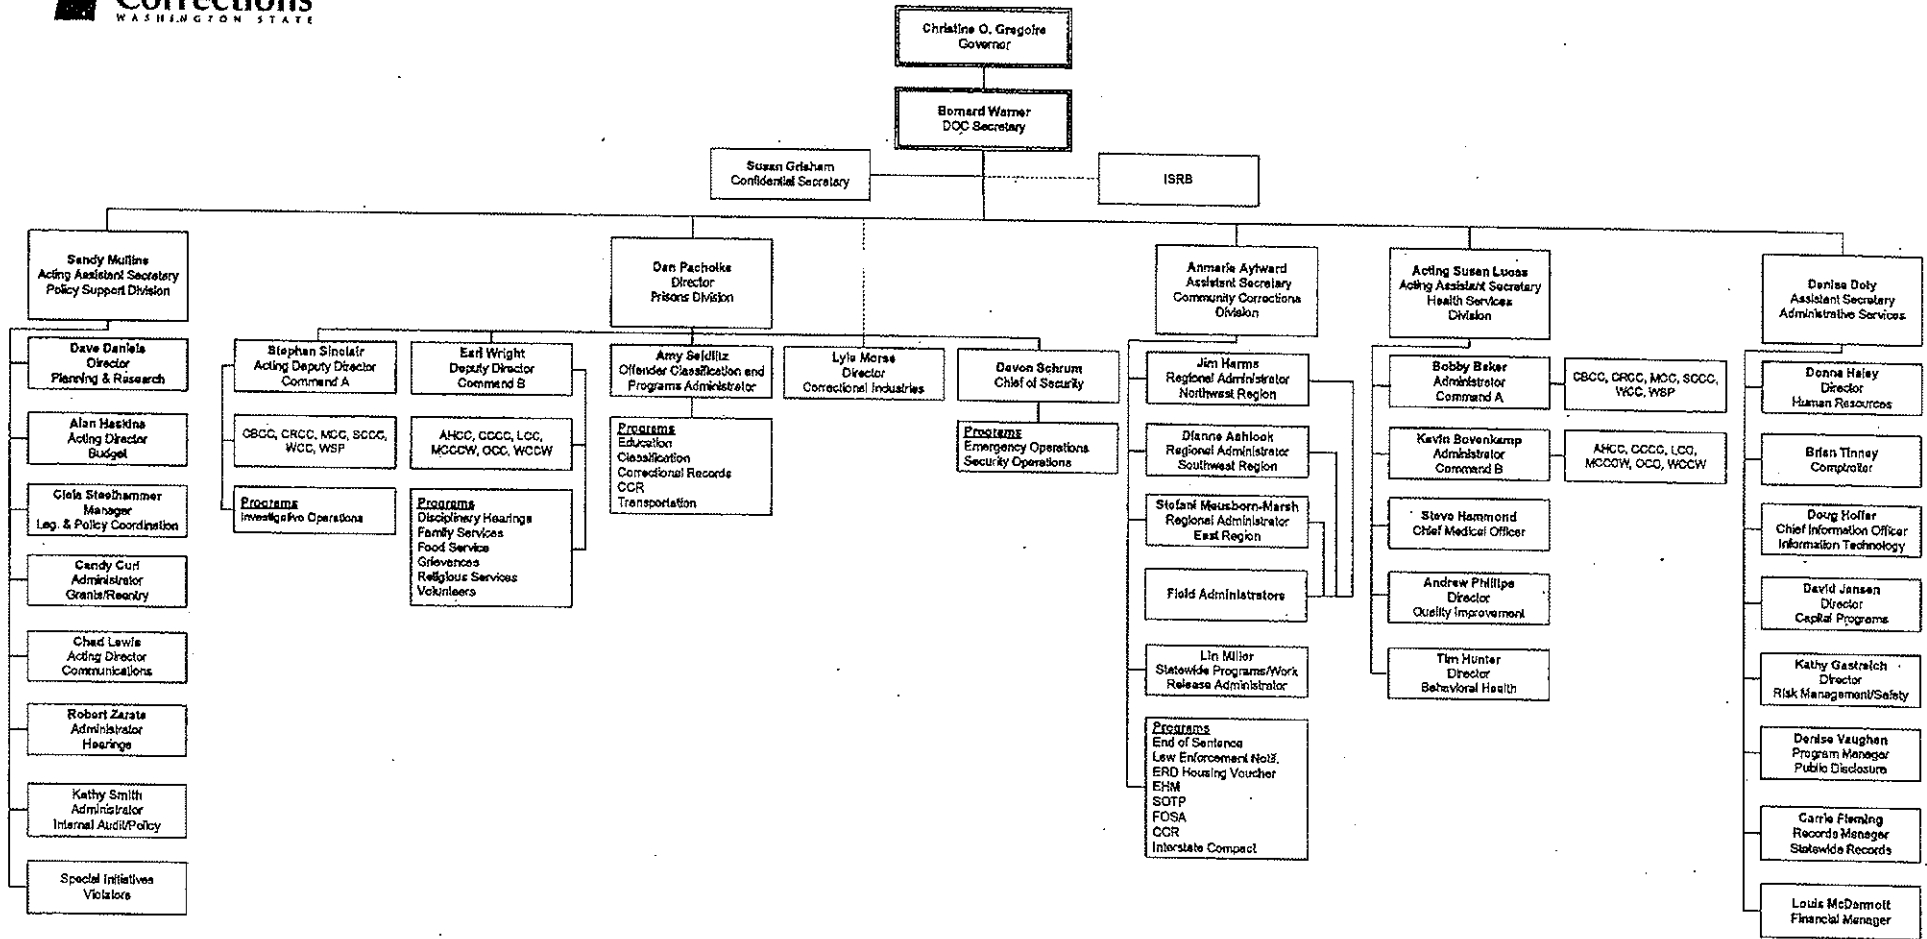 Corrections
WASHINGTON STATE
Christine O. Gregoire
Governor
Bernard Warner
DOC Secretary
Susan Grisham
Confidential Secretary
ISRB
Sandy Mullins
Acting Assistant Secretary
Policy Support Division
Dave Daniels
Director
Planning & Research
Alan Haskins
Acting Director
Budget
Clela Steelhammer
Manager
Leg. & Policy Coordination
Candy Curl
Administrator
Grants/Reentry
Chad Lewis
Acting Director
Communications
Robert Zarate
Administrator
Hearings
Kathy Smith
Administrator
Internal Audit/Policy
Special Initiatives
Violators
Dan Pacholke
Director
Prisons Division
Stephen Sinclair
Acting Deputy Director
Command A
CBCC, CRCC, MCC, SCCC,
WCC, WSP
Programs
Investigative Operations
Earl Wright
Deputy Director
Command B
AHCC, CCCC, LCC,
MCCCW, OCC, WCCW
Programs
Disciplinary Hearings
Family Services
Food Service
Grievances
Religious Services
Volunteers
Amy Seidlitz
Offender Classification and
Programs Administrator
Programs
Education
Classification
Correctional Records
CCR
Transportation
Lyle Morse
Director
Correctional Industries
Devon Schrum
Chief of Security
Programs
Emergency Operations
Security Operations
Anmarie Aylward
Assistant Secretary
Community Corrections
Division
Jim Harms
Regional Administrator
Northwest Region
Dianne Ashlock
Regional Administrator
Southwest Region
Regional Administrator
East Region
Field Administrators
Lin Miller
Statewide Programs/Work
Release Administrator
Programs
End of Sentence
Law Enforcement Notif.
ERD Housing Voucher
EHM
SOTP
FOSA
CCR
Interstate Compact
Acting Susan Lucas
Acting Assistant Secretary
Health Services
Division
Bobby Baker
Administrator
Command A
CBCC, CRCC, MCC, SCCC,
WCC, WSP
Kevin Bovenkamp
Administrator
Command B
AHCC, CCCC, LCC,
MCCCW, OCC, WCCW
Steve Hammond
Chief Medical Officer
Andrew Phillips
Director
Quality Improvement
Tim Hunter
Director
Behavioral Health
Denise Doty
Assistant Secretary
Administrative Services
Donna Haley
Director
Human Resources
Brian Tinney
Comptroller
Doug Hoffer
Chief Information Officer
Information Technology
David Jansen
Director
Capital Programs
Kathy Gastreich
Director
Risk Management/Safety
Denise Vaughan
Program Manager
Public Disclosure
Carrie Fleming
Records Manager
Statewide Records
Louis McDermott
Financial Manager